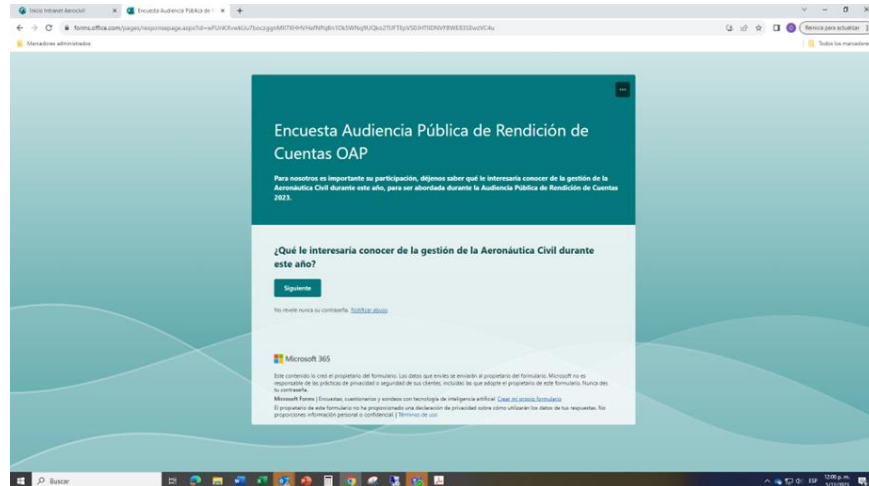 Inicio Intranet Aerocivil
Encuesta Audiencia Pública de
Marcadores administrados
Reinicia para actualizar
Todos los marcadores
Encuesta Audiencia Pública de Rendición de
Cuentas OAP
Para nosotros es importante su participación, déjenos saber qué le interesaría conocer de la gestión de la
Aeronáutica Civil durante este año, para ser abordada durante la Audiencia Pública de Rendición de Cuentas
2023.
¿Qué le interesaría conocer de la gestión de la Aeronáutica Civil durante
este año?
Siguiente
No revele nunca su contraseña. Notificar abuso
Microsoft 365
Este contenido lo creó el propietario del formulario. Los datos que envíes se enviarán al propietario del formulario. Microsoft no es
responsable de las prácticas de privacidad o seguridad de sus clientes, incluidas las que adopte el propietario de este formulario. Nunca des
tu contraseña.
Microsoft Forms | Encuestas, cuestionarios y sondeos con tecnología de inteligencia artificial Crear mi propio formulario
El propietario de este formulario no ha proporcionado una declaración de privacidad sobre cómo utilizarán los datos de tus respuestas. No
proporciones información personal o confidencial. | Términos de uso
Buscar
ESP
12:00 p. m.